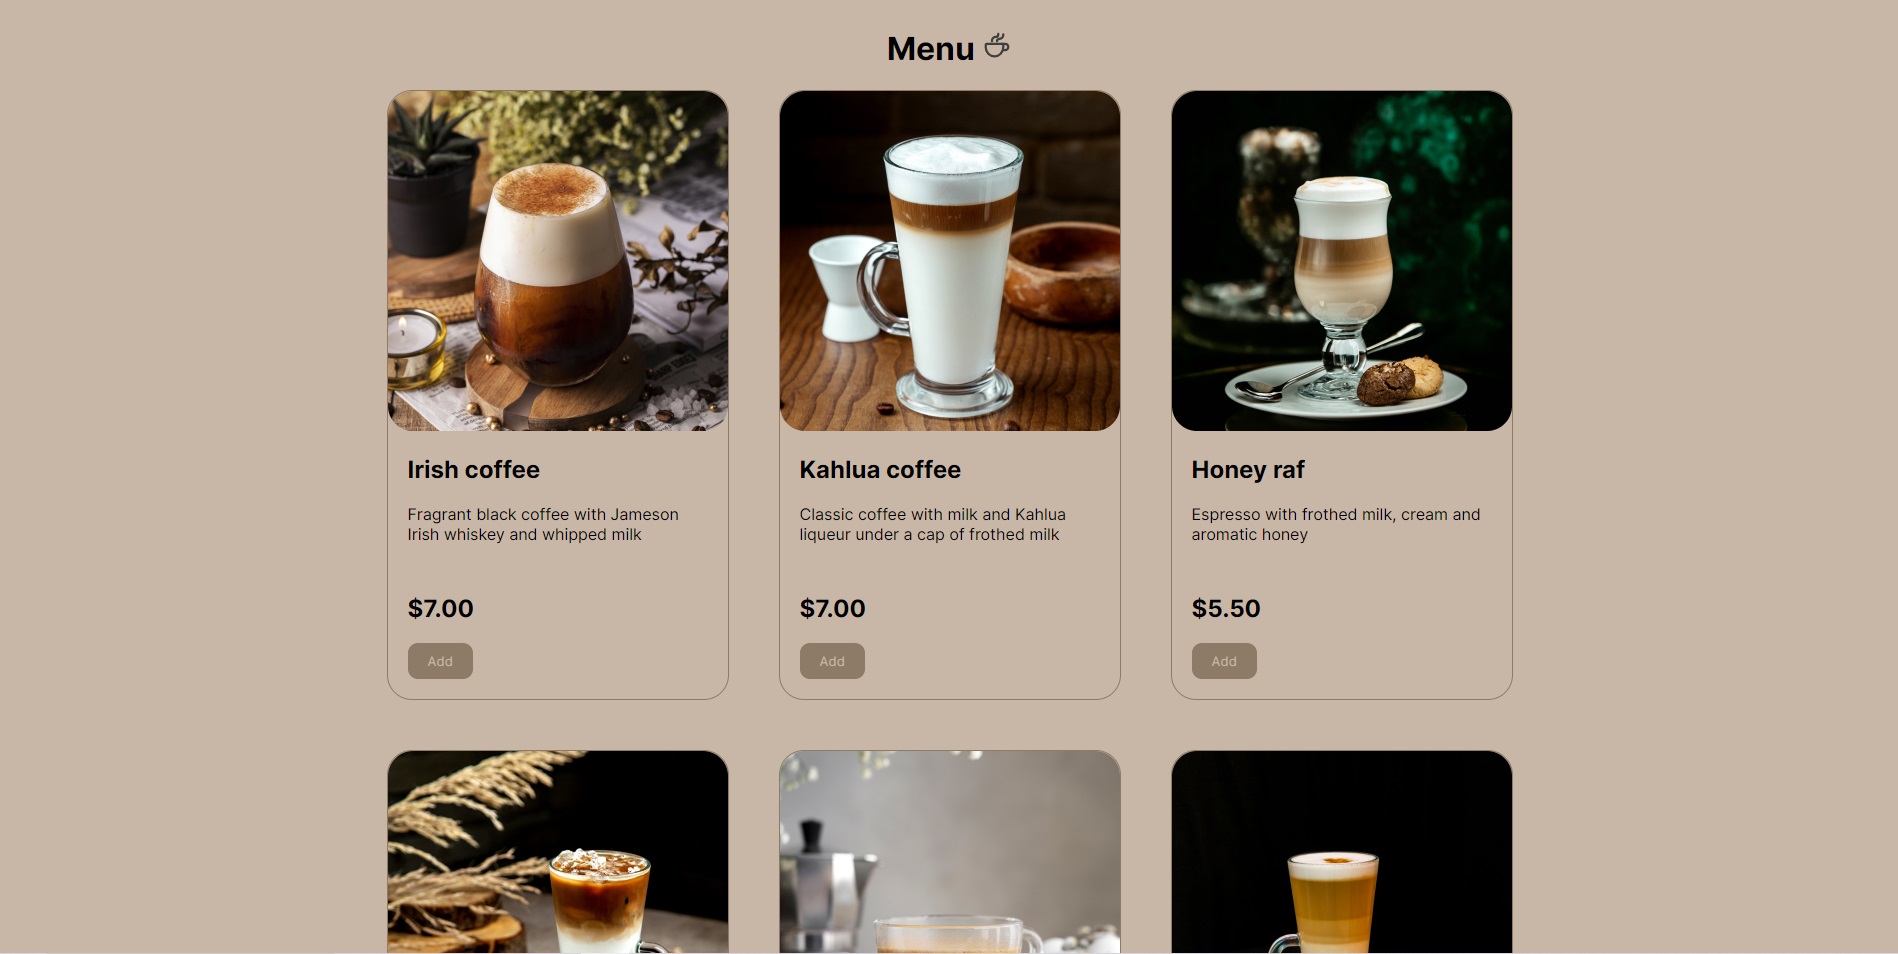 Menu
Irish coffee
Fragrant black coffee with Jameson
Irish whiskey and whipped milk
$7.00
Add
Kahlua coffee
Classic coffee with milk and Kahlua
liqueur under a cap of frothed milk
$7.00
Add
Honey raf
Espresso with frothed milk, cream and
aromatic honey
$5.50
Add